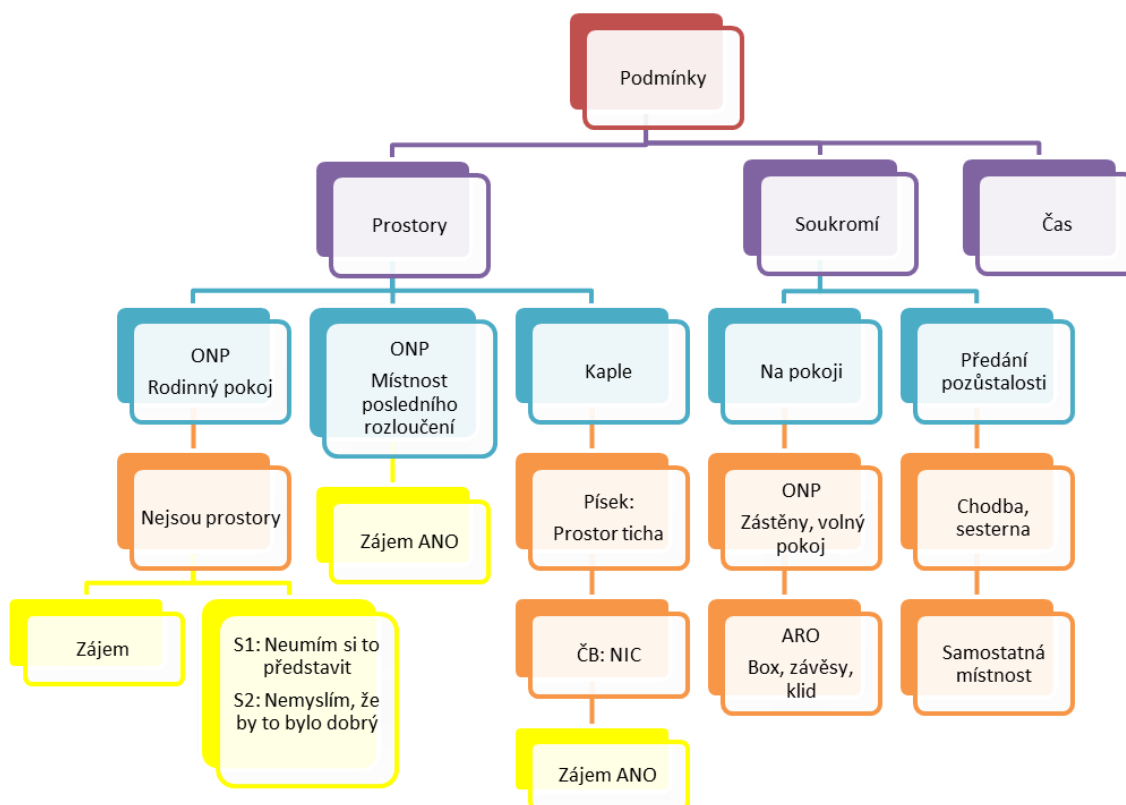 Podmínky
Prostory
Soukromí
Čas
ONP
Rodinný pokoj
ONP
Místnost
posledního
rozloučení
Kaple
Na pokoji
Předání
pozůstalosti
Nejsou prostory
Zájem ANO
Písek:
Prostor ticha
ONP
Zástěny, volný
pokoj
Chodba,
sesterna
Zájem
S1: Neumím si to
představit
S2: Nemyslím, že
by to bylo dobrý
ČB: NIC
ARO
Box, závěsy,
klid
Samostatná
místnost
Zájem ANO